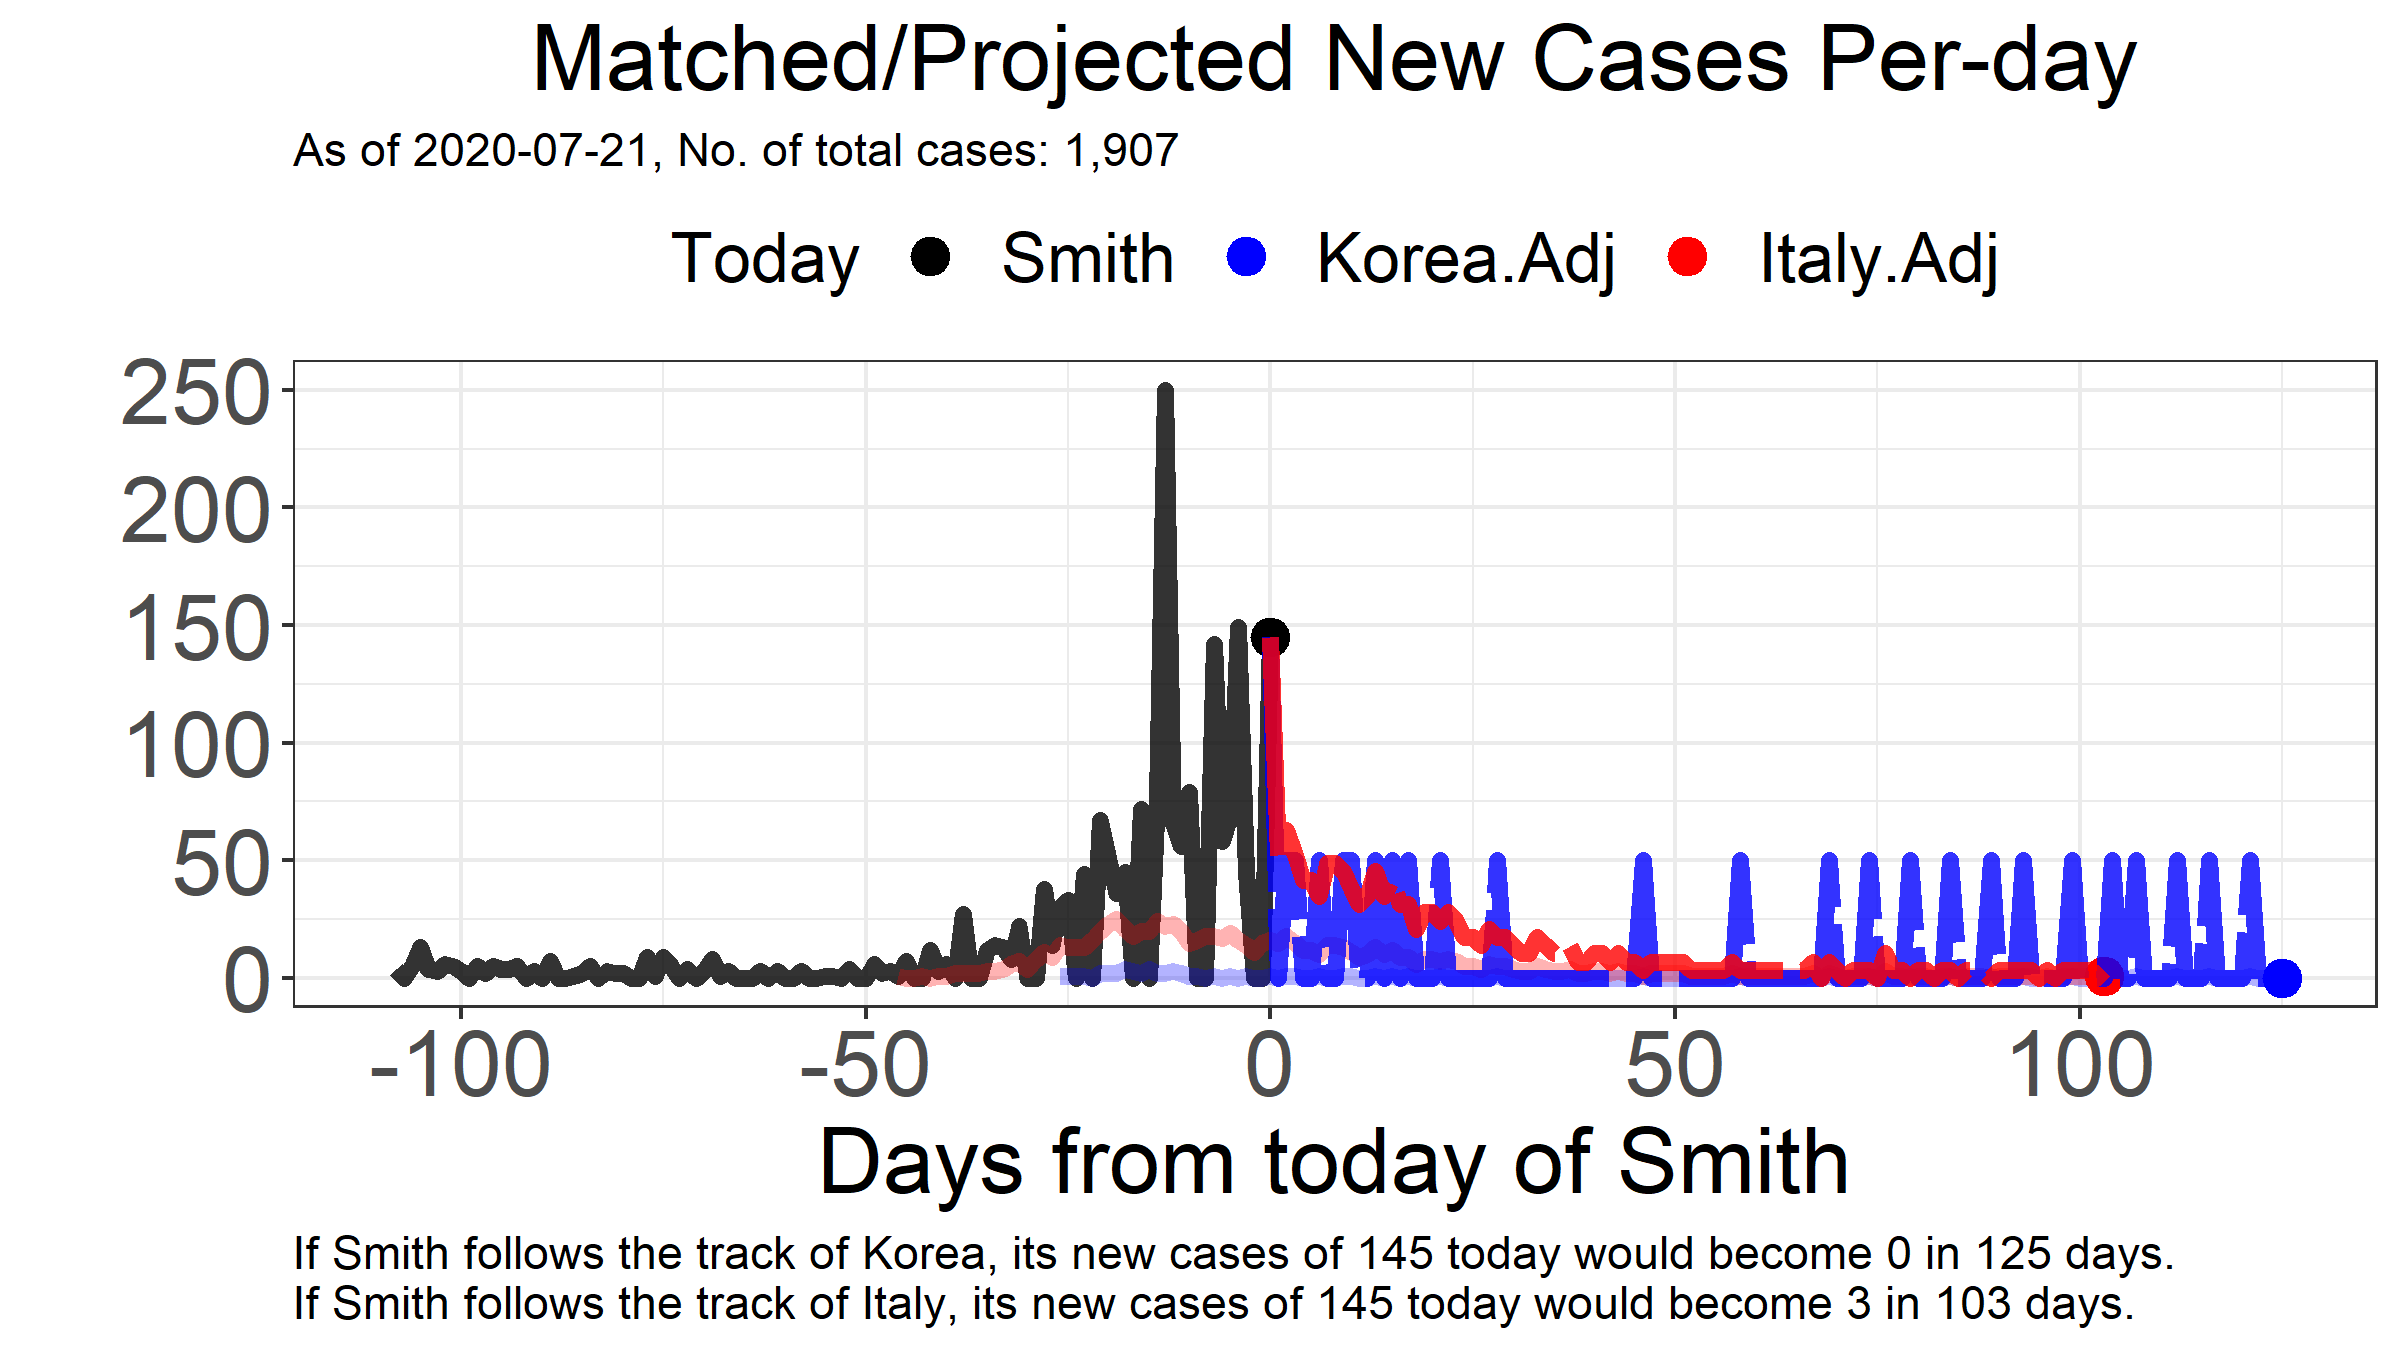 Matched/Projected New Cases Per-day
As of 2020-07-21, No. of total cases: 1,907
Today Smith Korea.Adj Italy.Adj
250
200
150
100
50
0
-100 -50 0 50 100
Days from today of Smith
If Smith follows the track of Korea, its new cases of 145 today would become 0 in 125 days.
If Smith follows the track of Italy, its new cases of 145 today would become 3 in 103 days.